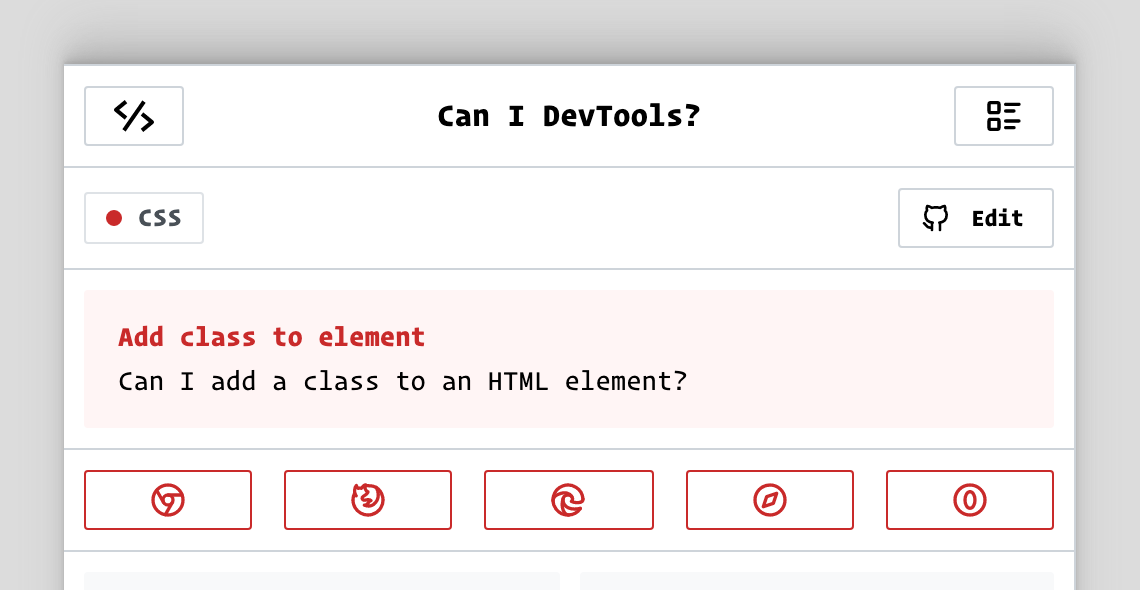 Can I DevTools?
CSS
Edit
Add class to element
Can I add a class to an HTML element?